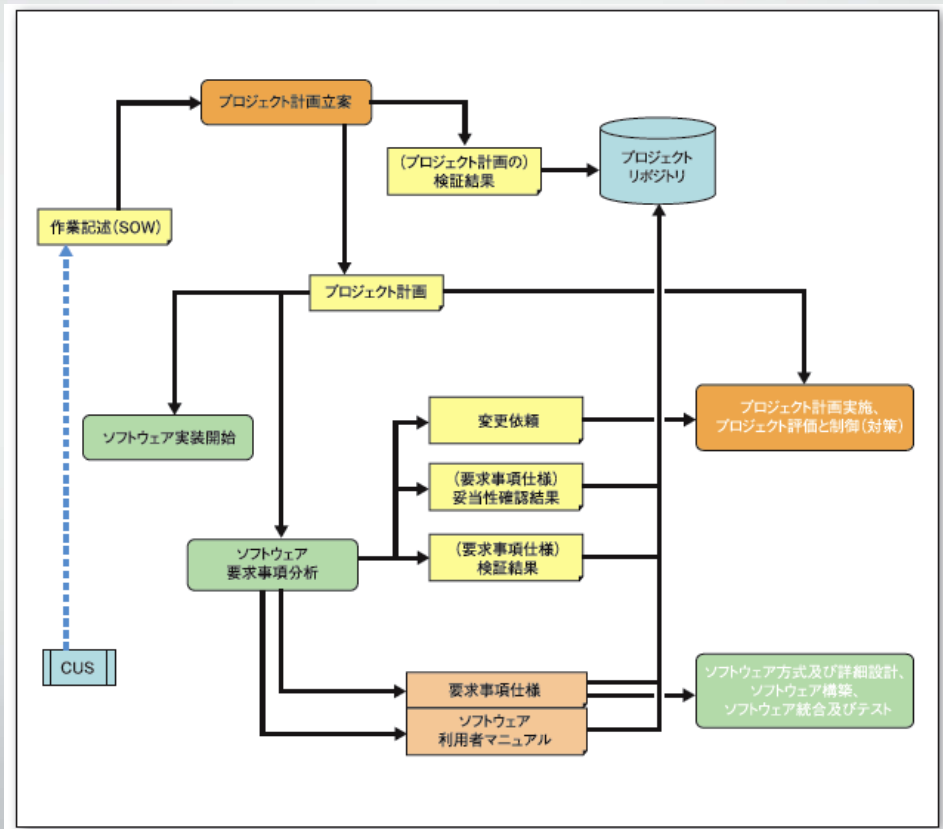 プロジェクト計画立案
(プロジェクト計画の)
検証結果
プロジェクト
リポジトリ
作業記述(SOW)
プロジェクト計画
ソフトウェア実装開始
変更依頼
プロジェクト計画実施、
プロジェクト評価と制御(対策)
(要求事項仕様)
妥当性確認結果
ソフトウェア
要求事項分析
(要求事項仕様)
検証結果
CUS
要求事項仕様
ソフトウェア方式及び詳細設計、
ソフトウェア構築、
ソフトウェア統合及びテスト
ソフトウェア
利用者マニュアル